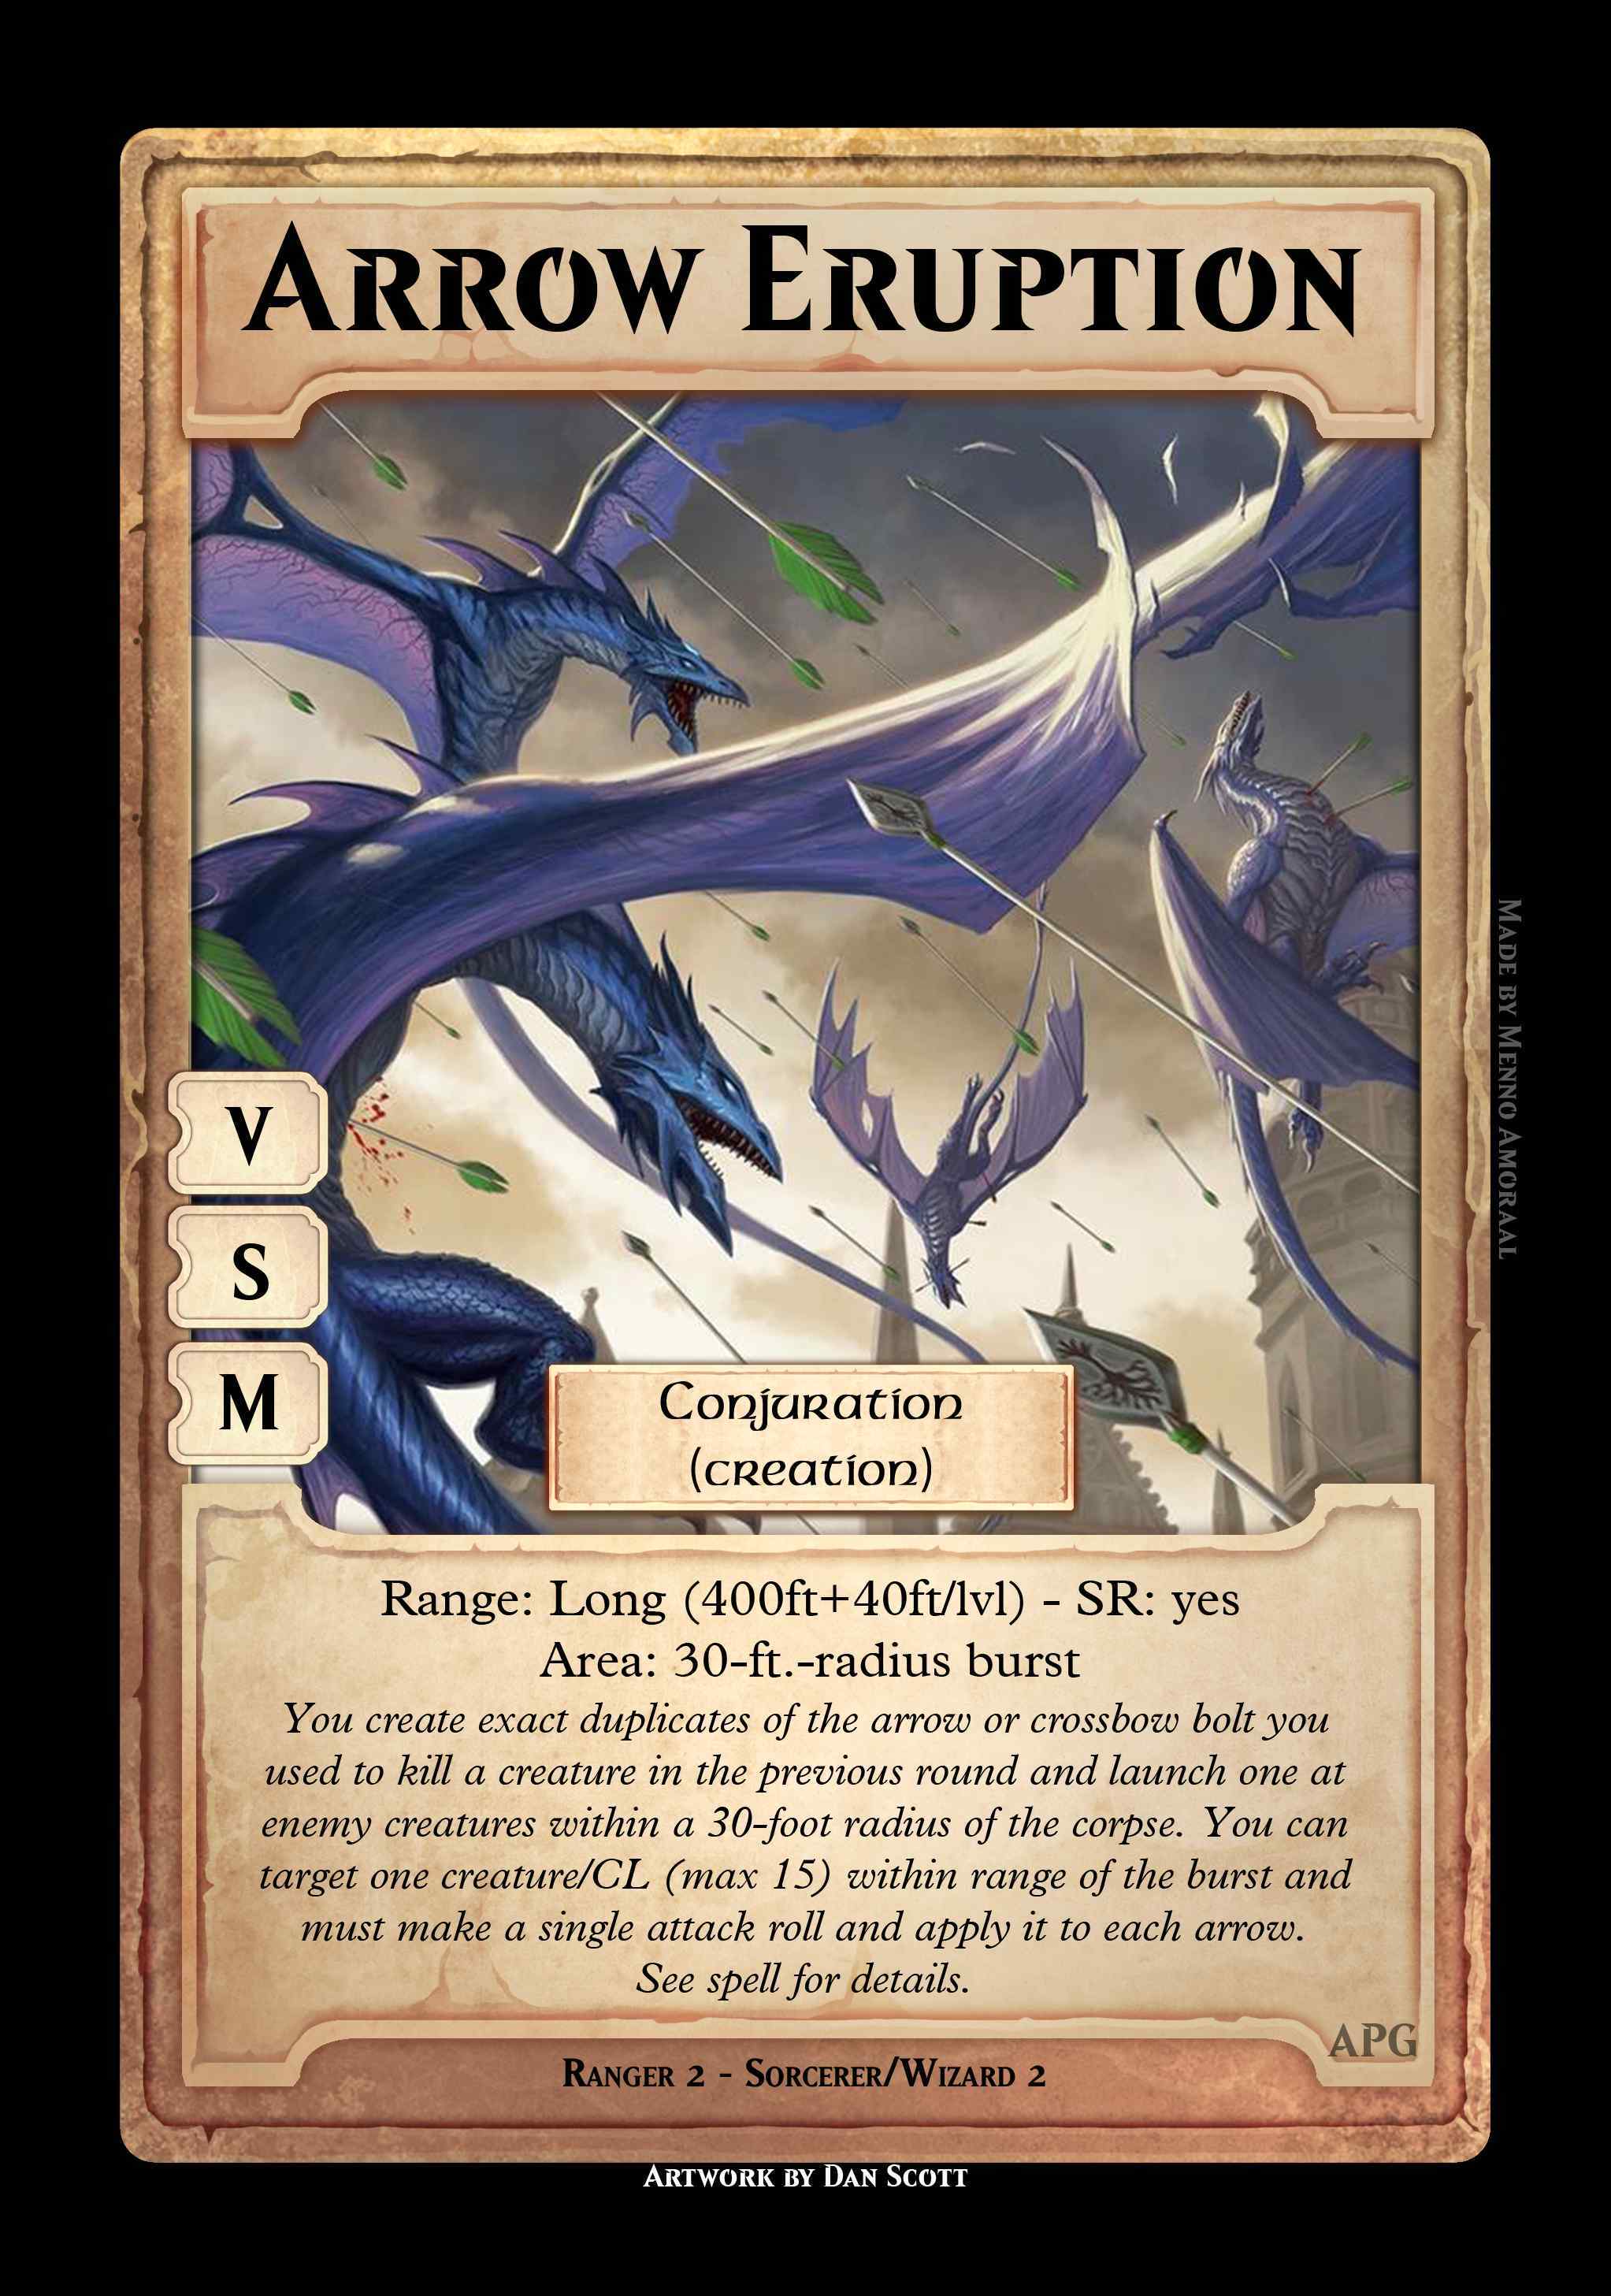 Arrow Eruption
V
S
M
Conjuration
(creation)
Range: Long (400ft+40ft/lvl) - SR: yes
Area: 30-ft.-radius burst
You create exact duplicates of the arrow or crossbow bolt you
used to kill a creature in the previous round and launch one at
enemy creatures within a 30-foot radius of the corpse. You can
target one creature/CL (max 15) within range of the burst and
must make a single attack roll and apply it to each arrow.
See spell for details.
APG
Ranger 2 - Sorcerer/Wizard 2
Artwork by Dan Scott
Made by Menno Amoraal